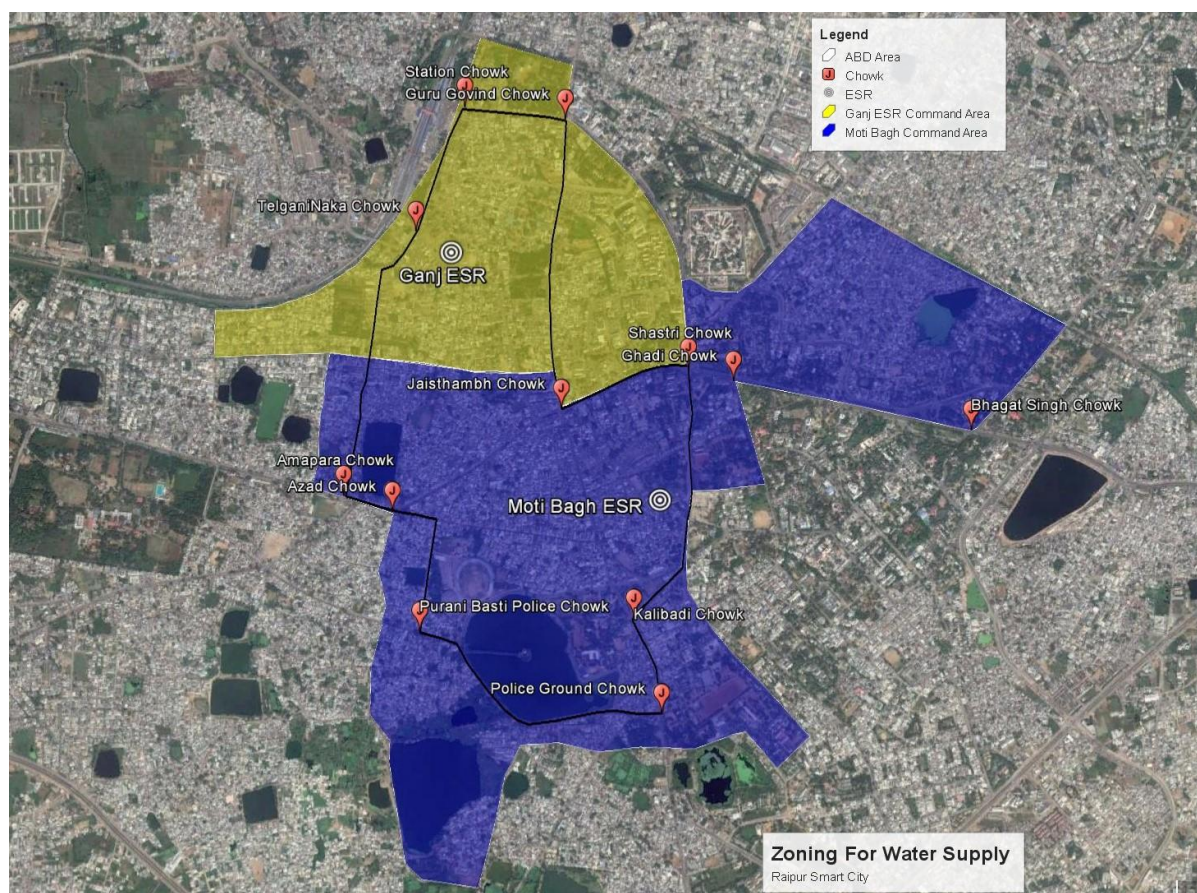 Legend
ABD Area
J Chowk
ESR
Ganj ESR Command Area
Moti Bagh Command Area
Station Chowk
J
Guru Govind Chowk J
TelganiNaka Chowk J
Ganj ESR
Shastri Chowk
J
Ghadi Chowk J
Jaisthambh Chowk J
Bhagat Singh Chowk
J
Amapara Chowk
J
Azad Chowk J
Moti Bagh ESR
Purani Basti Police Chowk
J
J
Kalibadi Chowk
Police Ground Chowk J
Zoning For Water Supply
Raipur Smart City